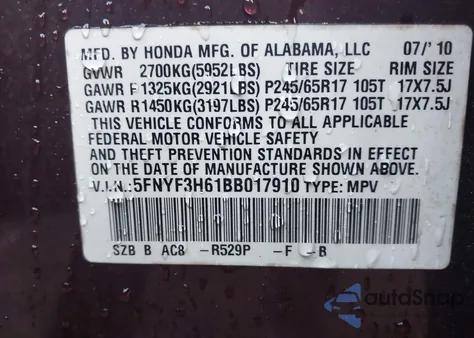 MFD. BY HONDA MFG. OF ALABAMA, LLC 07/'10
GVWR 2700KG(5952LBS) TIRE SIZE RIM SIZE
GAWR F1325KG(2921LBS) P245/65R17 105T 17X7.5J
GAWR R1450KG(3197LBS) P245/65R17 105T 17X7.5J
THIS VEHICLE CONFORMS TO ALL APPLICABLE
FEDERAL MOTOR VEHICLE SAFETY
AND THEFT PREVENTION STANDARDS IN EFFECT
ON THE DATE OF MANUFACTURE SHOWN ABOVE.
V.I.N.:5FNYF3H61BB017910 TYPE: MPV
SZB B AC8 -R529P -F -B
autoSnap